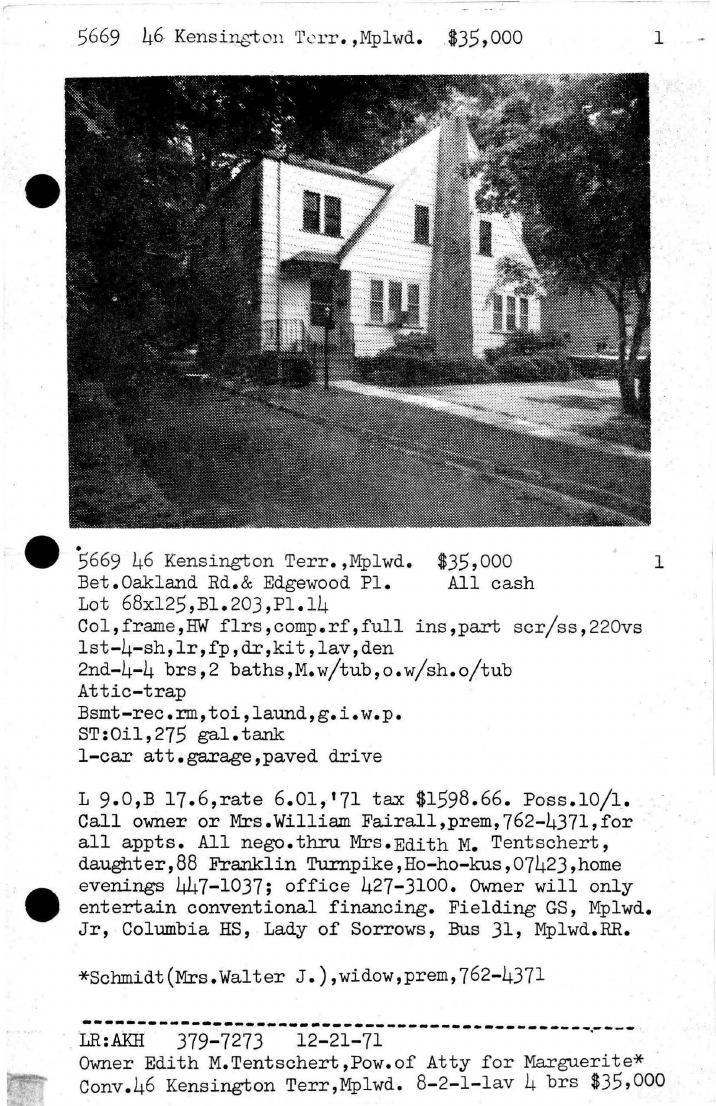 5669 46 Kensington Terr.,Mplwd. $35,000 1
5669 46 Kensington Terr.,Mplwd. $35,000 1
Bet.Oakland Rd.& Edgewood Pl. All cash
Lot 68x125,Bl.203,Pl.14
Col,frame,HW flrs,comp.rf,full ins,part scr/ss,220vs
1st-4-sh,lr,fp,dr,kit,lav,den
2nd-4-4 brs,2 baths,M.w/tub,o.w/sh.o/tub
Attic-trap
Bsmt-rec.rm,toi,laund,g.i.w.p.
ST:Oil,275 gal.tank
1-car att.garage,paved drive
L 9.0,B 17.6,rate 6.01,'71 tax $1598.66. Poss.10/1.
Call owner or Mrs.William Fairall,prem,762-4371,for
all appts. All nego.thru Mrs.Edith M. Tentschert,
daughter,88 Franklin Turnpike,Ho-ho-kus,07423,home
evenings 447-1037; office 427-3100. Owner will only
entertain conventional financing. Fielding GS, Mplwd.
Jr, Columbia HS, Lady of Sorrows, Bus 31, Mplwd.RR.
*Schmidt(Mrs.Walter J.),widow,prem,762-4371
LR:AKH 379-7273 12-21-71
Owner Edith M.Tentschert,Pow.of Atty for Marguerite*
Conv.46 Kensington Terr,Mplwd. 8-2-1-lav 4 brs $35,000